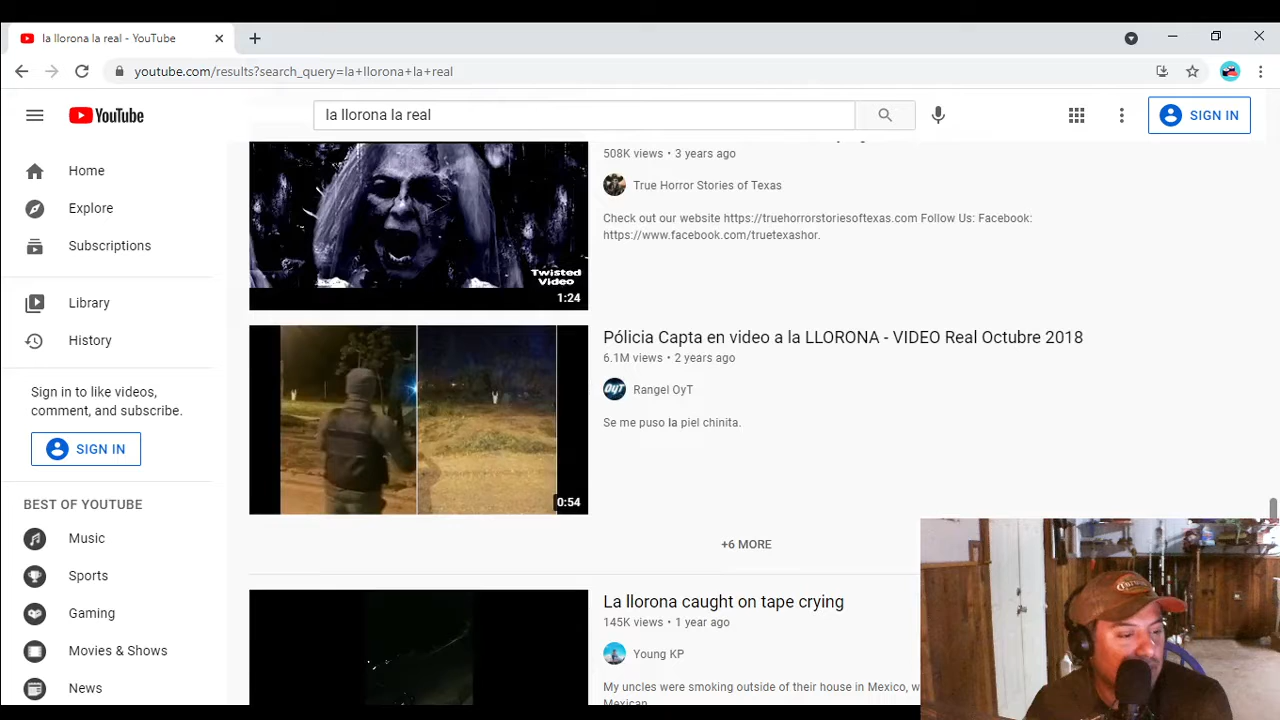 la llorona la real - YouTube
youtube.com/results?search_query=la+llorona+la+real
YouTube
la llorona la real
SIGN IN
Home
Explore
Subscriptions
Library
History
Sign in to like videos,
comment, and subscribe.
SIGN IN
BEST OF YOUTUBE
Music
Sports
Gaming
Movies & Shows
News
Twisted
Video
1:24
508K views • 3 years ago
True Horror Stories of Texas
Check out our website https://truehorrorstoriesoftexas.com Follow Us: Facebook:
https://www.facebook.com/truetexashor.
0:54
Pólicia Capta en video a la LLORONA - VIDEO Real Octubre 2018
6.1M views • 2 years ago
OYT
Rangel OyT
Se me puso la piel chinita.
+6 MORE
La llorona caught on tape crying
145K views • 1 year ago
Young KP
My uncles were smoking outside of their house in Mexico, w
Mexican